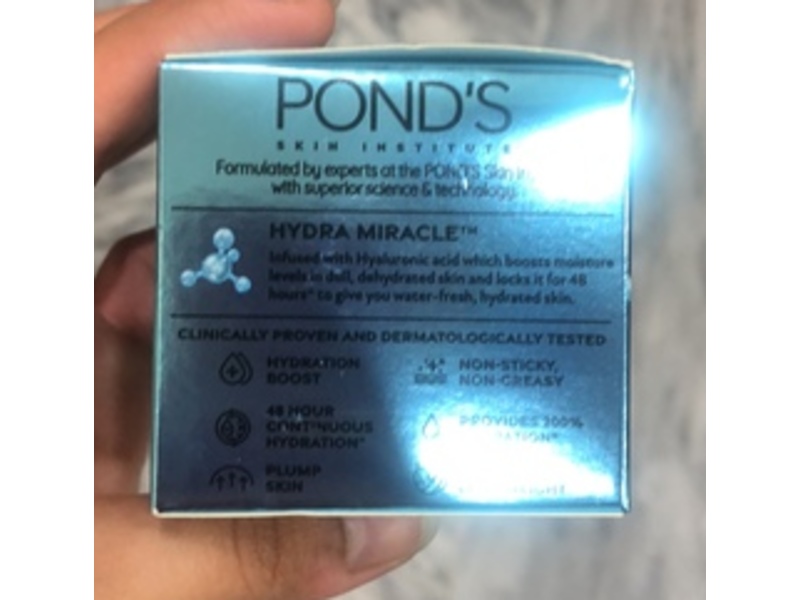 POND'S
SKIN INSTITUTE
Formulated by experts at the POND'S Skin
with superior science & technology.
HYDRA MIRACLE™
Infused with Hyaluronic acid which boosts moisture
levels in dull, dehydrated skin and locks it for 48
hours* to give you water-fresh, hydrated skin.
CLINICALLY PROVEN AND DERMATOLOGICALLY TESTED
HYDRATION
BOOST
NON-STICKY,
NON-GREASY
48 HOUR
CONTINUOUS
HYDRATION*
PROVIDES 200%
PLUMP
SKIN